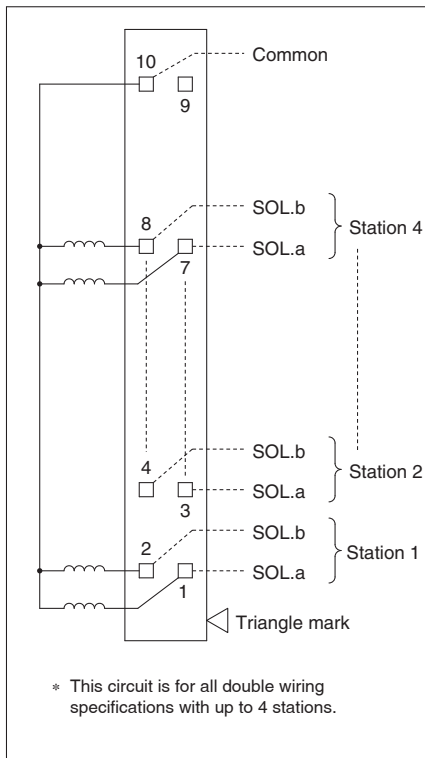 10
Common
9
8
SOL.b
SOL.a
Station 4
7
4
SOL.b
SOL.a
Station 2
3
2
SOL.b
SOL.a
Station 1
1
Triangle mark
* This circuit is for all double wiring
specifications with up to 4 stations.